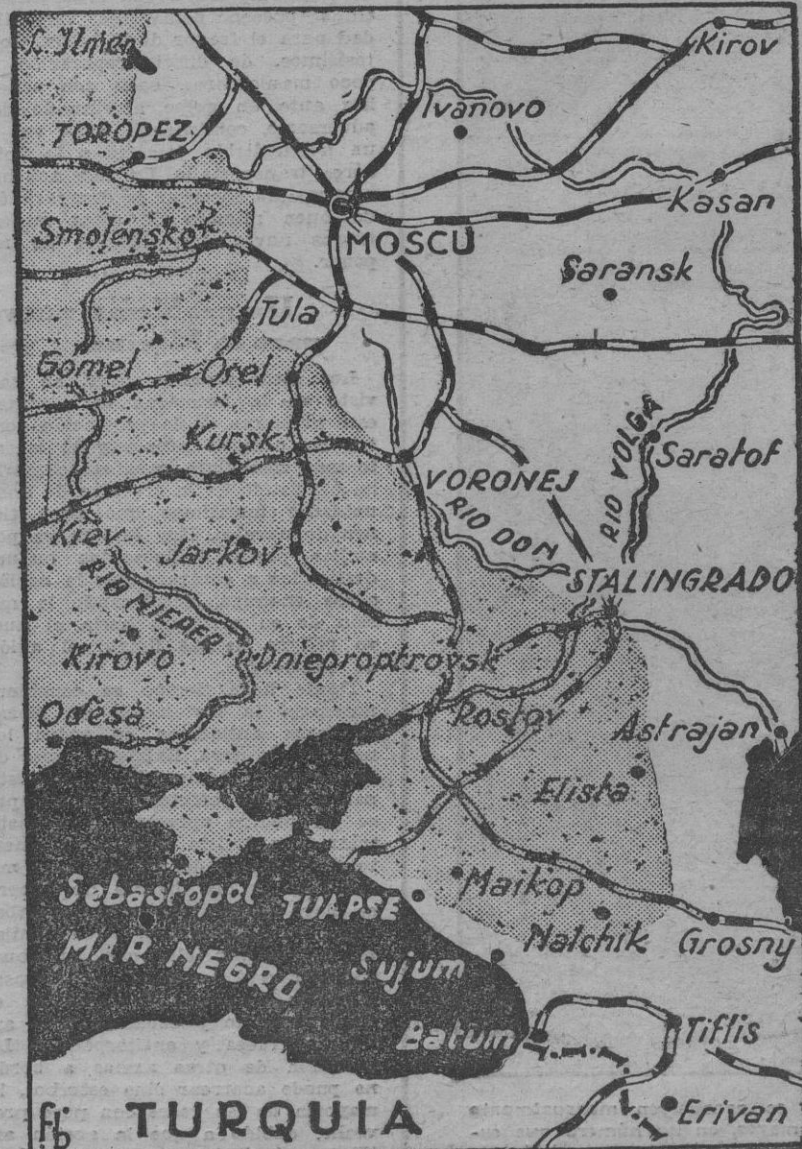 L. Ilmen
Kirov
Ivanovo
TOROPEZ
Kasan
MOSCU
Smolensko
Saransk
Tula
Gomel
Orel
Kursk
RIO VOLGA
Saratof
VORONEJ
RIO DON
Kiev
Jarkov
STALINGRADO
RIO NIEPER
Kirovo
Dnieproptrovsk
Odesa
Rostov
Astrajan
Elista
Maikop
Sebastopol
TUAPSE
Nalchik
Grosny
MAR NEGRO
Sujum
Batum
Tiflis
Erivan
TURQUIA